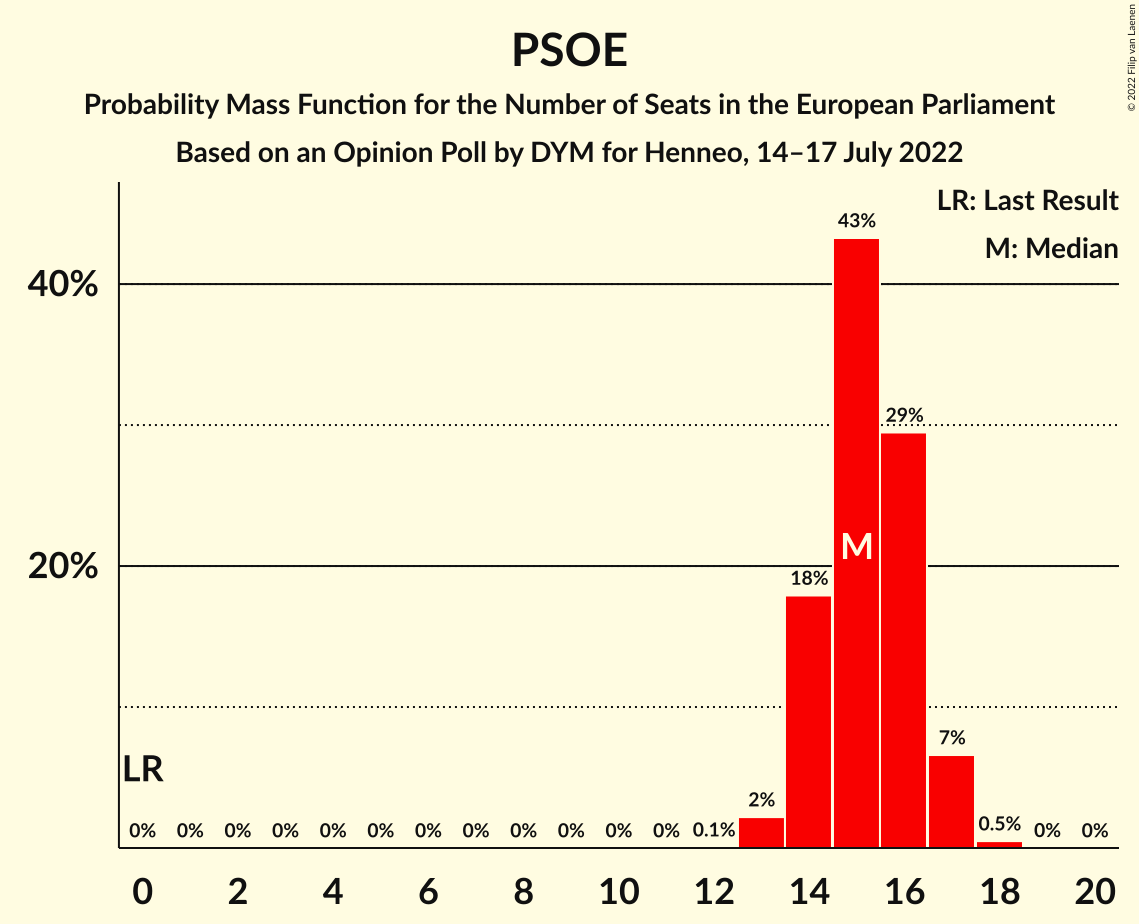 PSOE
Probability Mass Function for the Number of Seats in the European Parliament
Based on an Opinion Poll by DYM for Henneo, 14–17 July 2022
© 2022 Filip van Laenen
LR: Last Result
M: Median
43%
40%
29%
M
20%
18%
7%
LR
2%
0% 0% 0% 0% 0% 0% 0% 0% 0% 0% 0% 0% 0.1% 0.5% 0% 0%
0 2 4 6 8 10 12 14 16 18 20